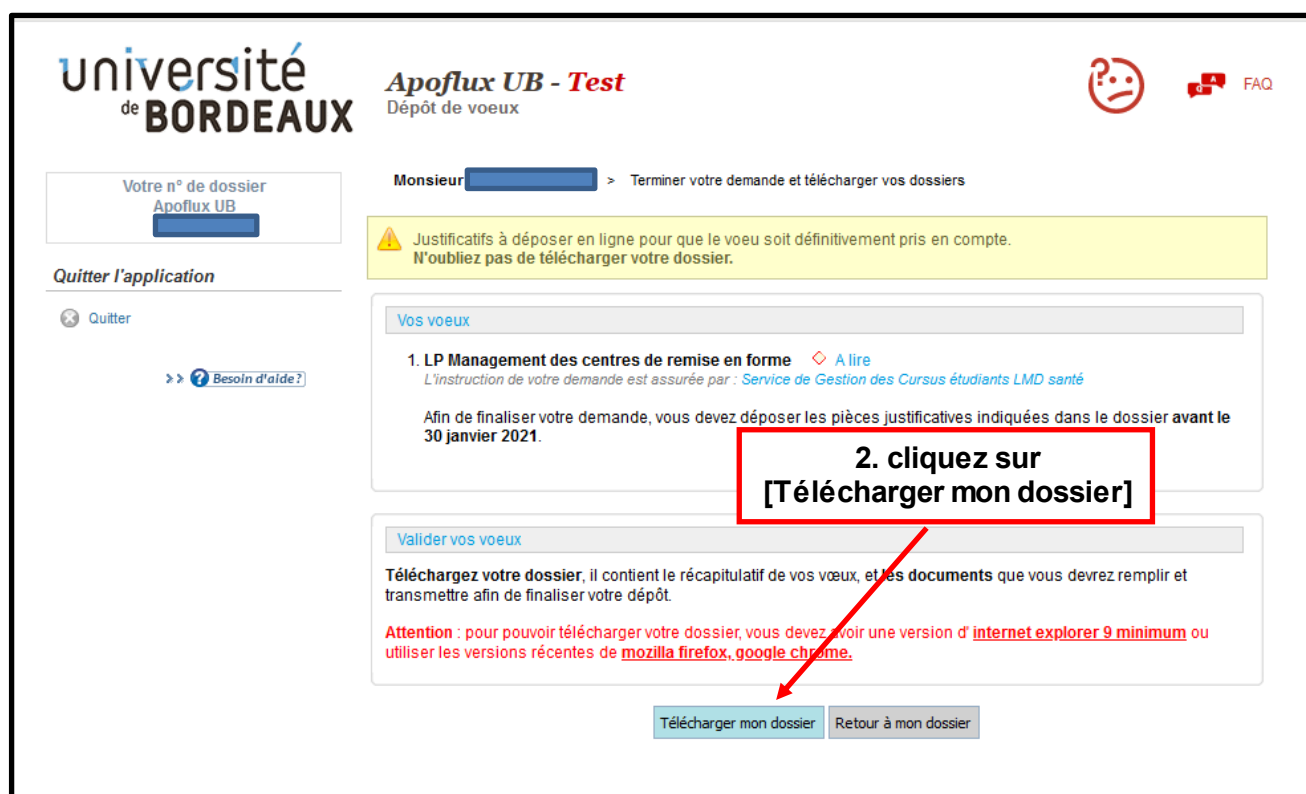 université
de BORDEAUX
Apoflux UB - Test
Dépôt de voeux
FAQ
Votre n° de dossier
Apoflux UB
Quitter l'application
Quitter
>> ? Besoin d'aide?
Monsieur > Terminer votre demande et télécharger vos dossiers
Justificatifs à déposer en ligne pour que le voeu soit définitivement pris en compte.
N'oubliez pas de télécharger votre dossier.
Vos voeux
1. LP Management des centres de remise en forme A lire
L'instruction de votre demande est assurée par : Service de Gestion des Cursus étudiants LMD santé
Afin de finaliser votre demande, vous devez déposer les pièces justificatives indiquées dans le dossier avant le
30 janvier 2021.
2. cliquez sur
[Télécharger mon dossier]
Valider vos voeux
Téléchargez votre dossier, il contient le récapitulatif de vos vœux, et les documents que vous devrez remplir et
transmettre afin de finaliser votre dépôt.
Attention : pour pouvoir télécharger votre dossier, vous devez avoir une version d' internet explorer 9 minimum ou
utiliser les versions récentes de mozilla firefox, google chrome.
Télécharger mon dossier
Retour à mon dossier